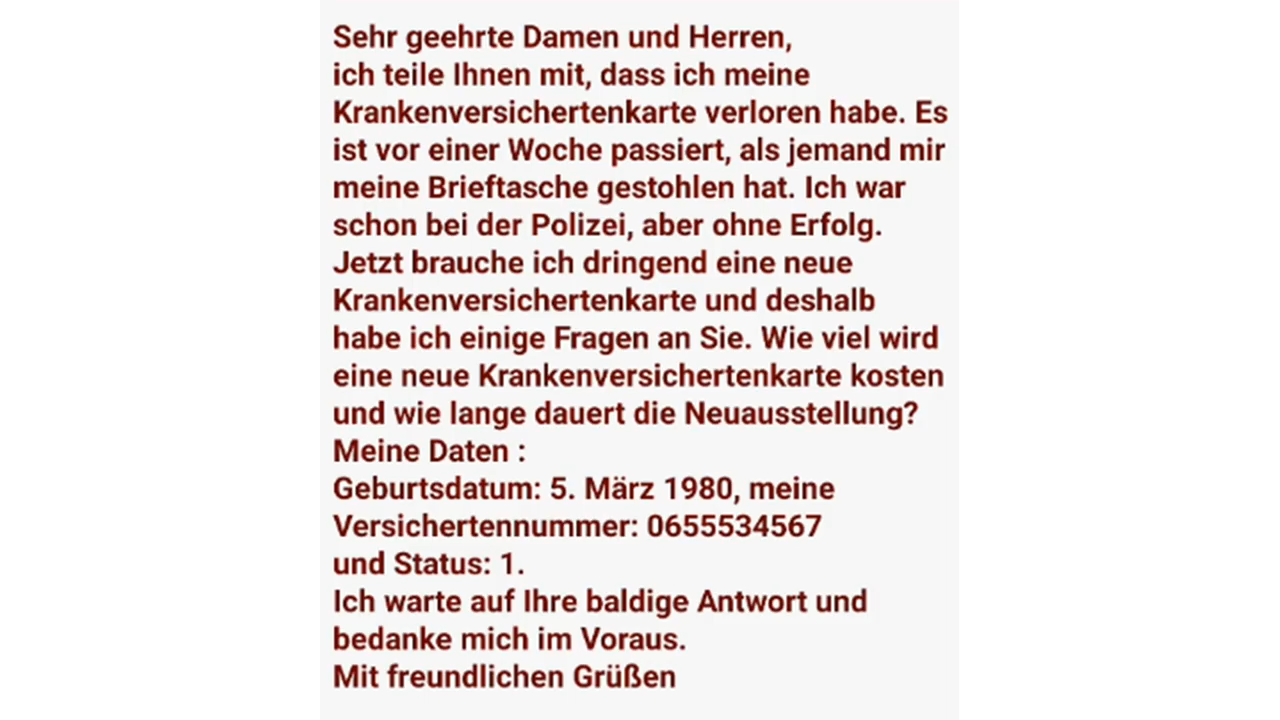 Sehr geehrte Damen und Herren,
ich teile Ihnen mit, dass ich meine
Krankenversichertenkarte verloren habe. Es
ist vor einer Woche passiert, als jemand mir
meine Brieftasche gestohlen hat. Ich war
schon bei der Polizei, aber ohne Erfolg.
Jetzt brauche ich dringend eine neue
Krankenversichertenkarte und deshalb
habe ich einige Fragen an Sie. Wie viel wird
eine neue Krankenversichertenkarte kosten
und wie lange dauert die Neuausstellung?
Meine Daten :
Geburtsdatum: 5. März 1980, meine
Versichertennummer: 0655534567
und Status: 1.
Ich warte auf Ihre baldige Antwort und
bedanke mich im Voraus.
Mit freundlichen Grüßen